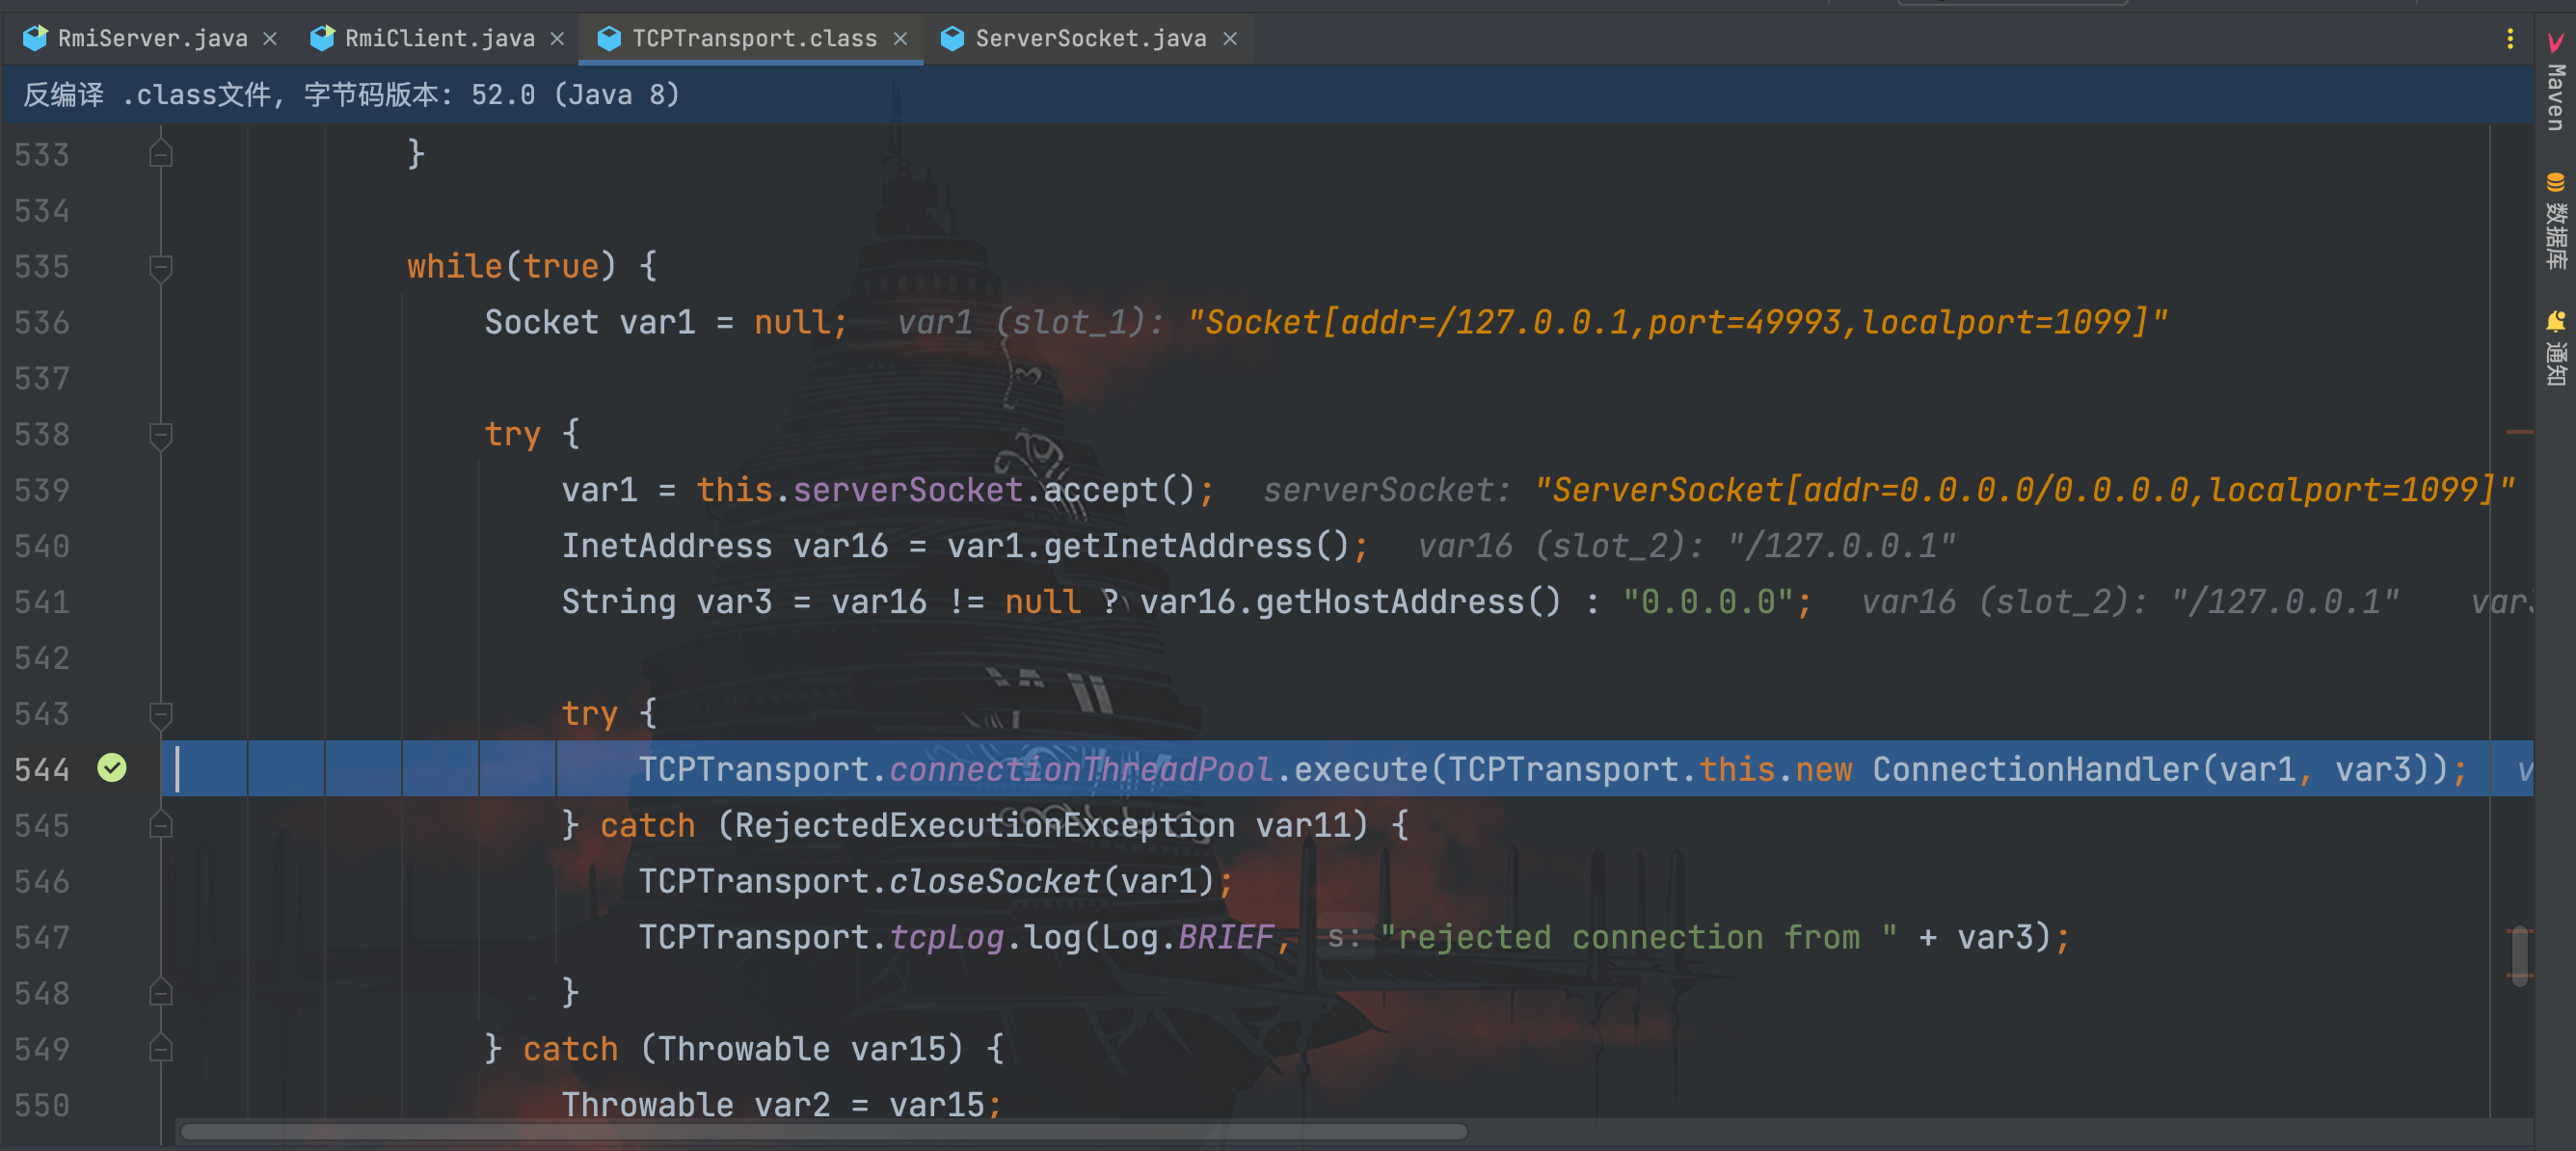 RmiServer.java RmiClient.java TCPTransport.class ServerSocket.java
反编译 .class文件, 字节码版本: 52.0 (Java 8)
533 }
534
535 while(true) {
536 Socket var1 = null; var1 (slot_1): "Socket[addr=/127.0.0.1,port=49993,localport=1099]"
537
538 try {
539 var1 = this.serverSocket.accept(); serverSocket: "ServerSocket[addr=0.0.0.0/0.0.0.0,localport=1099]"
540 InetAddress var16 = var1.getInetAddress(); var16 (slot_2): "/127.0.0.1"
541 String var3 = var16 != null ? var16.getHostAddress() : "0.0.0.0"; var16 (slot_2): "/127.0.0.1"
542
543 try {
544 TCPTransport.connectionThreadPool.execute(TCPTransport.this.new ConnectionHandler(var1, var3));
545 } catch (RejectedExecutionException var11) {
546 TCPTransport.closeSocket(var1);
547 TCPTransport.tcpLog.log(Log.BRIEF, s: "rejected connection from " + var3);
548 }
549 } catch (Throwable var15) {
550 Throwable var2 = var15;
Maven
数据库
通知